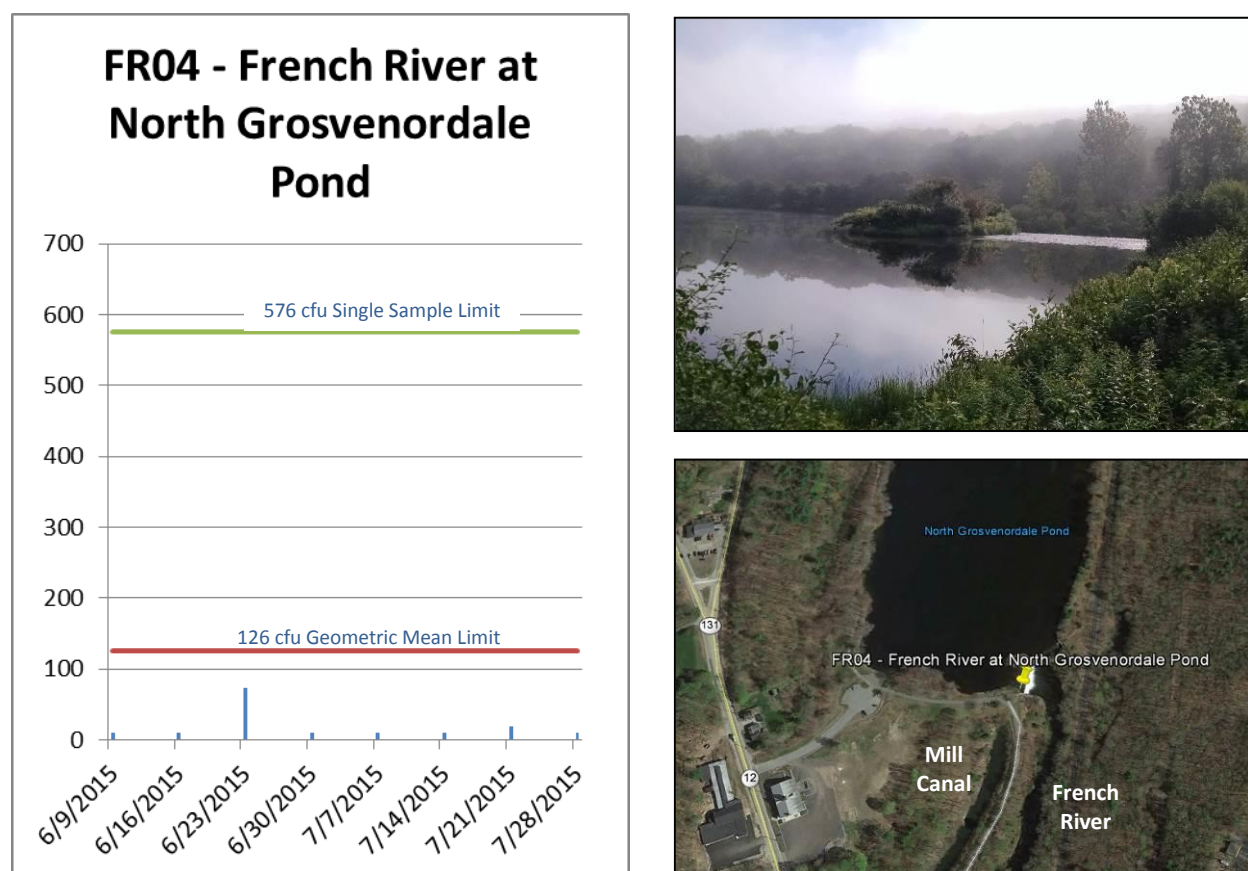 FR04 - French River at
North Grosvenordale
Pond
700
600
500
400
300
200
100
0
576 cfu Single Sample Limit
126 cfu Geometric Mean Limit
6/9/2015
6/16/2015
6/23/2015
6/30/2015
7/7/2015
7/14/2015
7/21/2015
7/28/2015
North Grosvenordale Pond
131
FR04 - French River at North Grosvenordale Pond
12
Mill
Canal
French
River